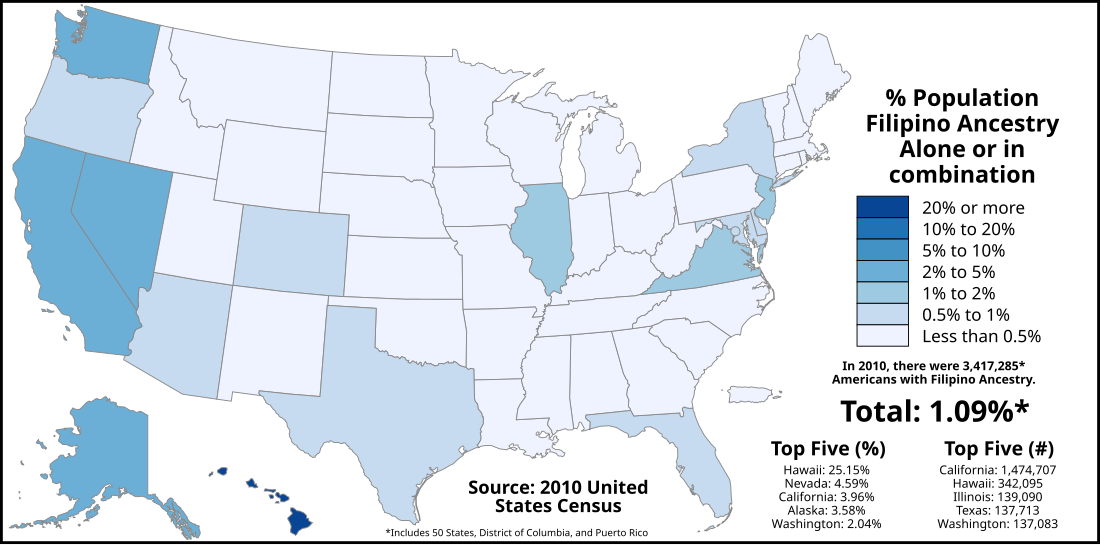 % Population
Filipino Ancestry
Alone or in
combination
20% or more
10% to 20%
5% to 10%
2% to 5%
1% to 2%
0.5% to 1%
Less than 0.5%
In 2010, there were 3,417,285*
Americans with Filipino Ancestry.
Total: 1.09%*
Top Five (%)
Hawaii: 25.15%
Nevada: 4.59%
California: 3.96%
Alaska: 3.58%
Washington: 2.04%
Top Five (#)
California: 1,474,707
Hawaii: 342,095
Illinois: 139,090
Texas: 137,713
Washington: 137,083
Source: 2010 United
States Census
*Includes 50 States, District of Columbia, and Puerto Rico